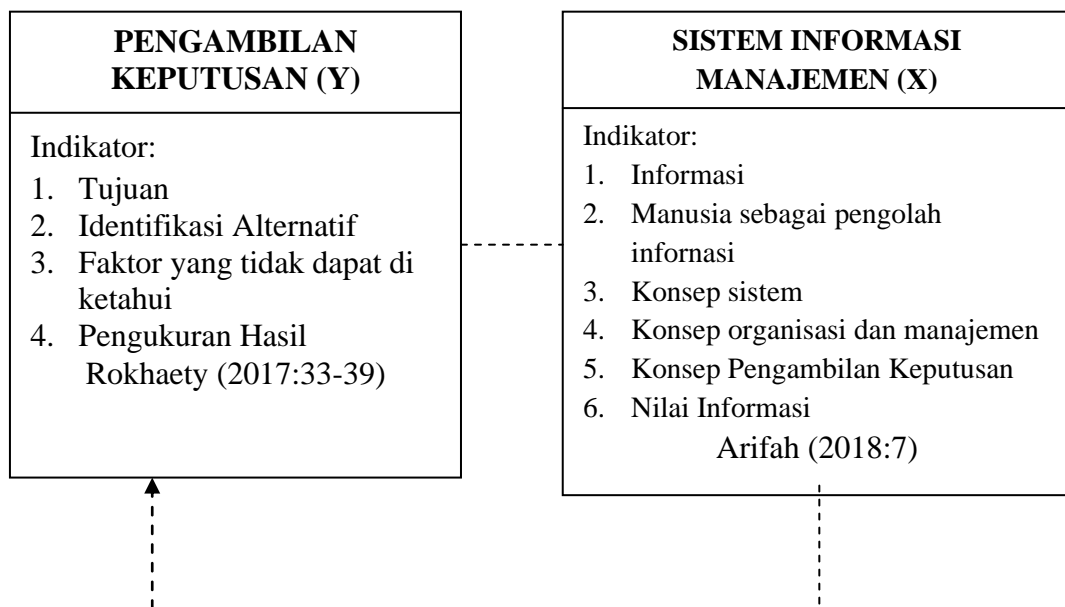 PENGAMBILAN
KEPUTUSAN (Y)
Indikator:
1. Tujuan
2. Identifikasi Alternatif
3. Faktor yang tidak dapat di
ketahui
4. Pengukuran Hasil
Rokhaety (2017:33-39)
SISTEM INFORMASI
MANAJEMEN (X)
Indikator:
1. Informasi
2. Manusia sebagai pengolah
infornasi
3. Konsep sistem
4. Konsep organisasi dan manajemen
5. Konsep Pengambilan Keputusan
6. Nilai Informasi
Arifah (2018:7)